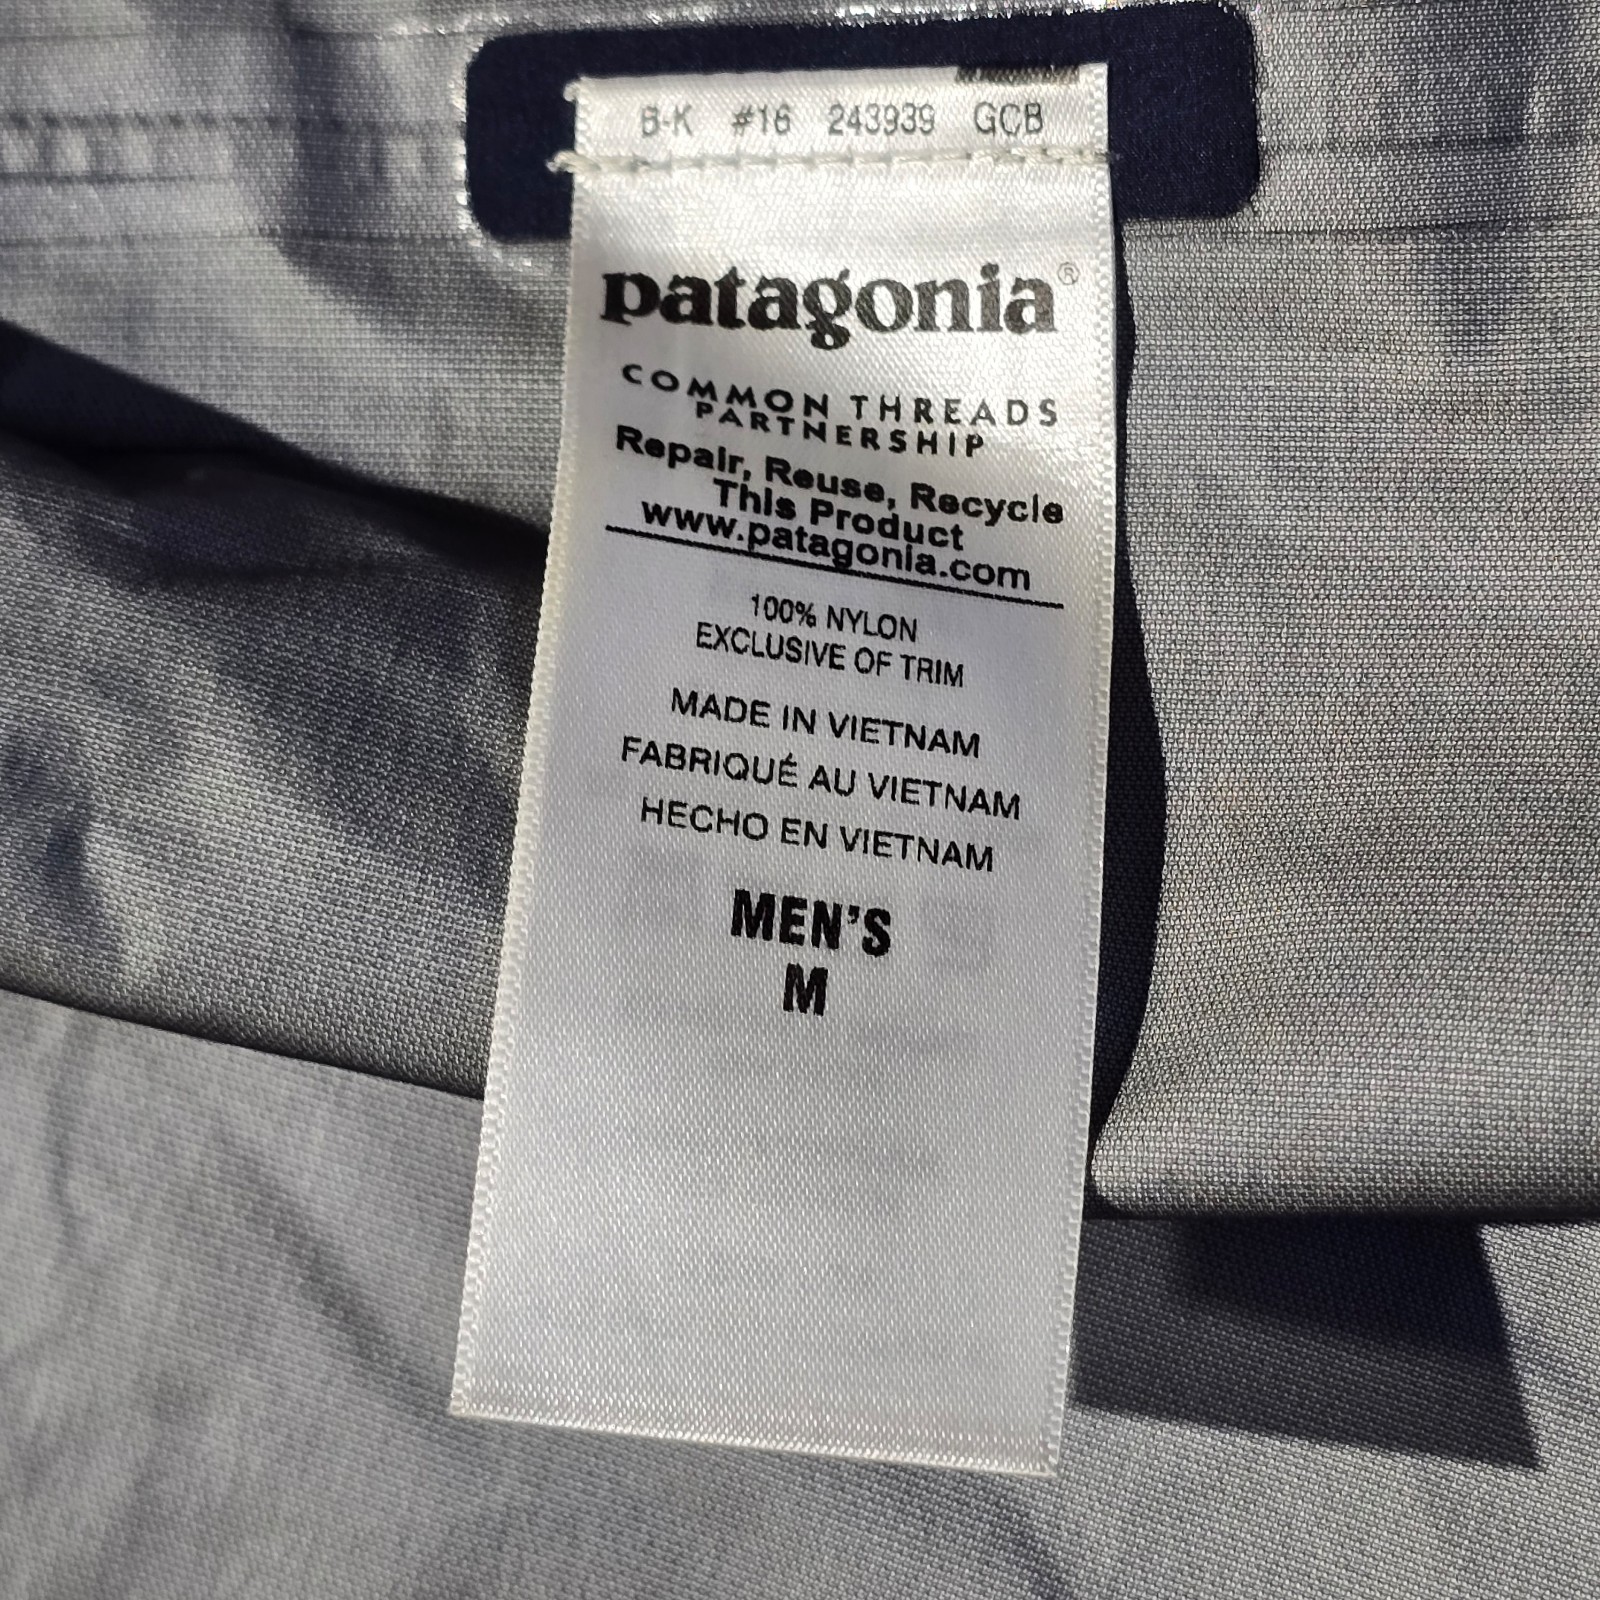 B-K #16 243939 GCB
patagonia®
COMMON THREADS
PARTNERSHIP
Repair, Reuse, Recycle
This Product
www.patagonia.com
100% NYLON
EXCLUSIVE OF TRIM
MADE IN VIETNAM
FABRIQUÉ AU VIETNAM
HECHO EN VIETNAM
MEN'S
M